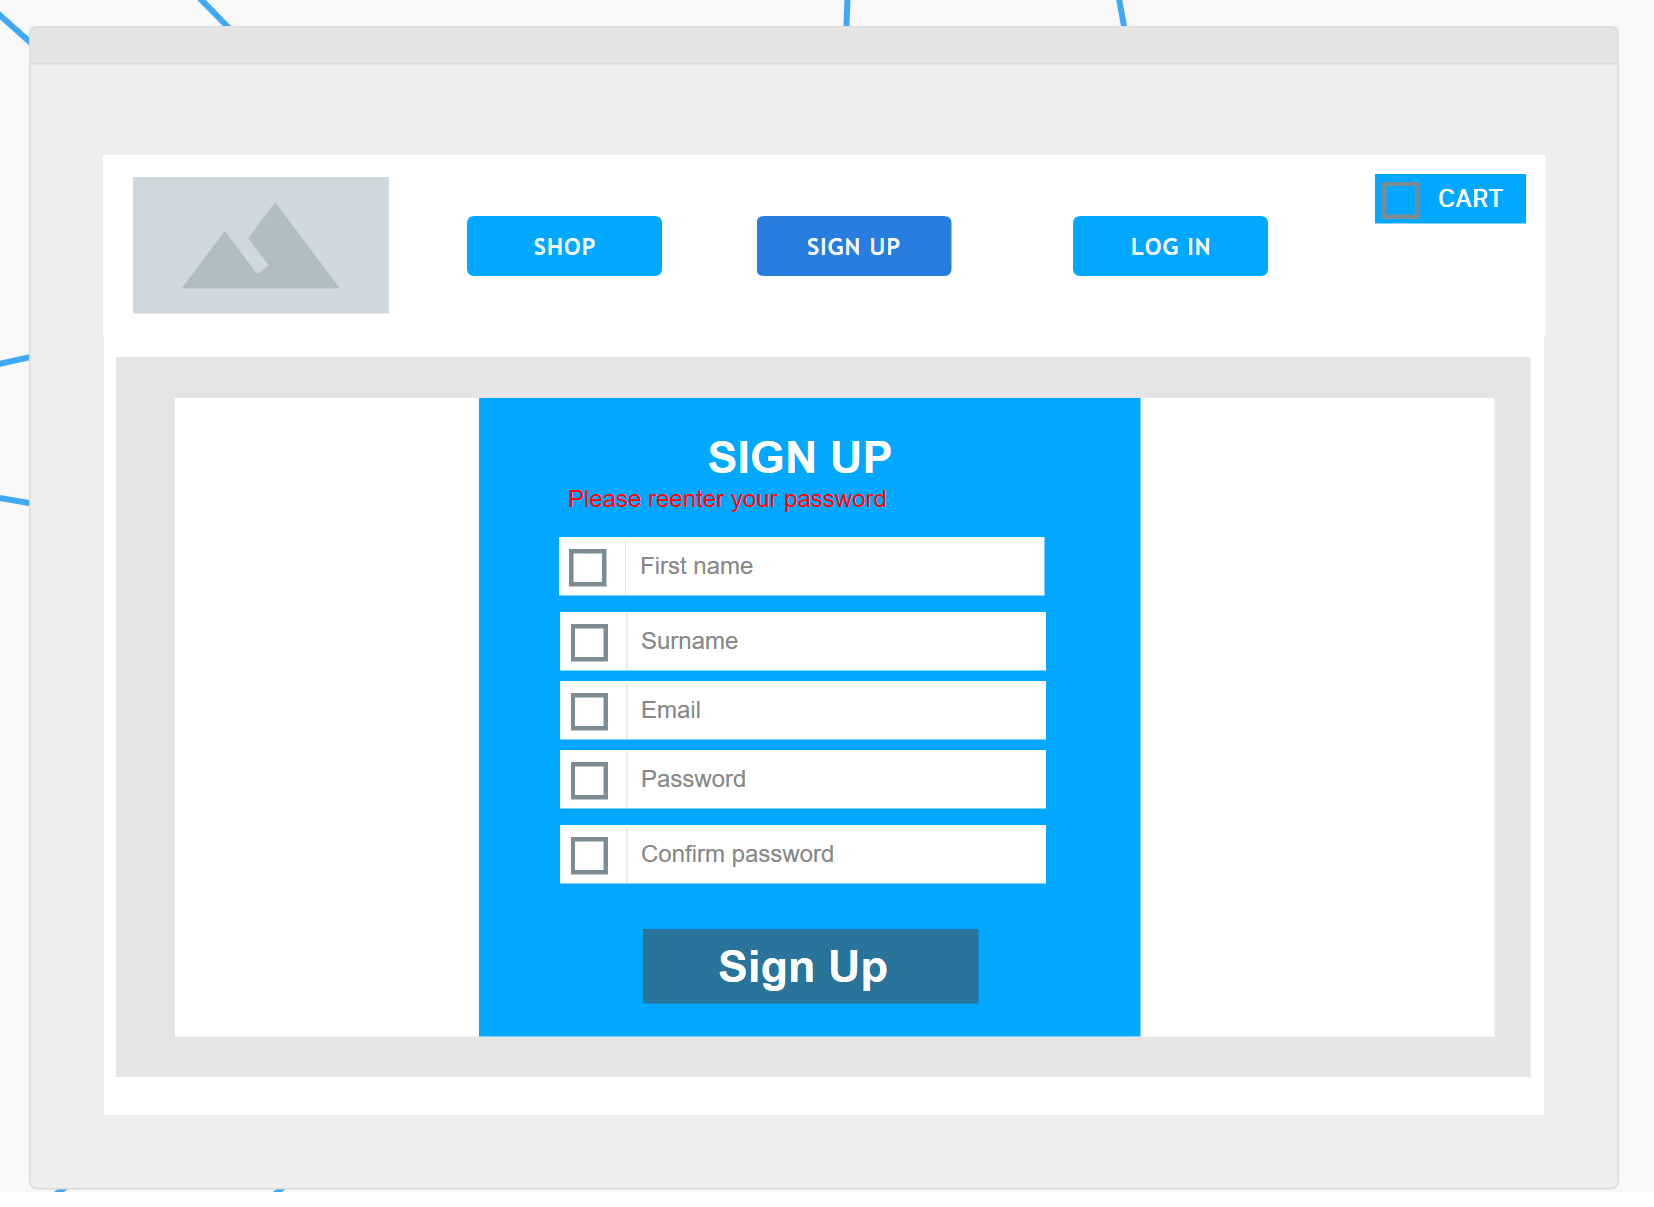 SHOP
SIGN UP
LOG IN
CART
SIGN UP
Please reenter your password
First name
Surname
Email
Password
Confirm password
Sign Up